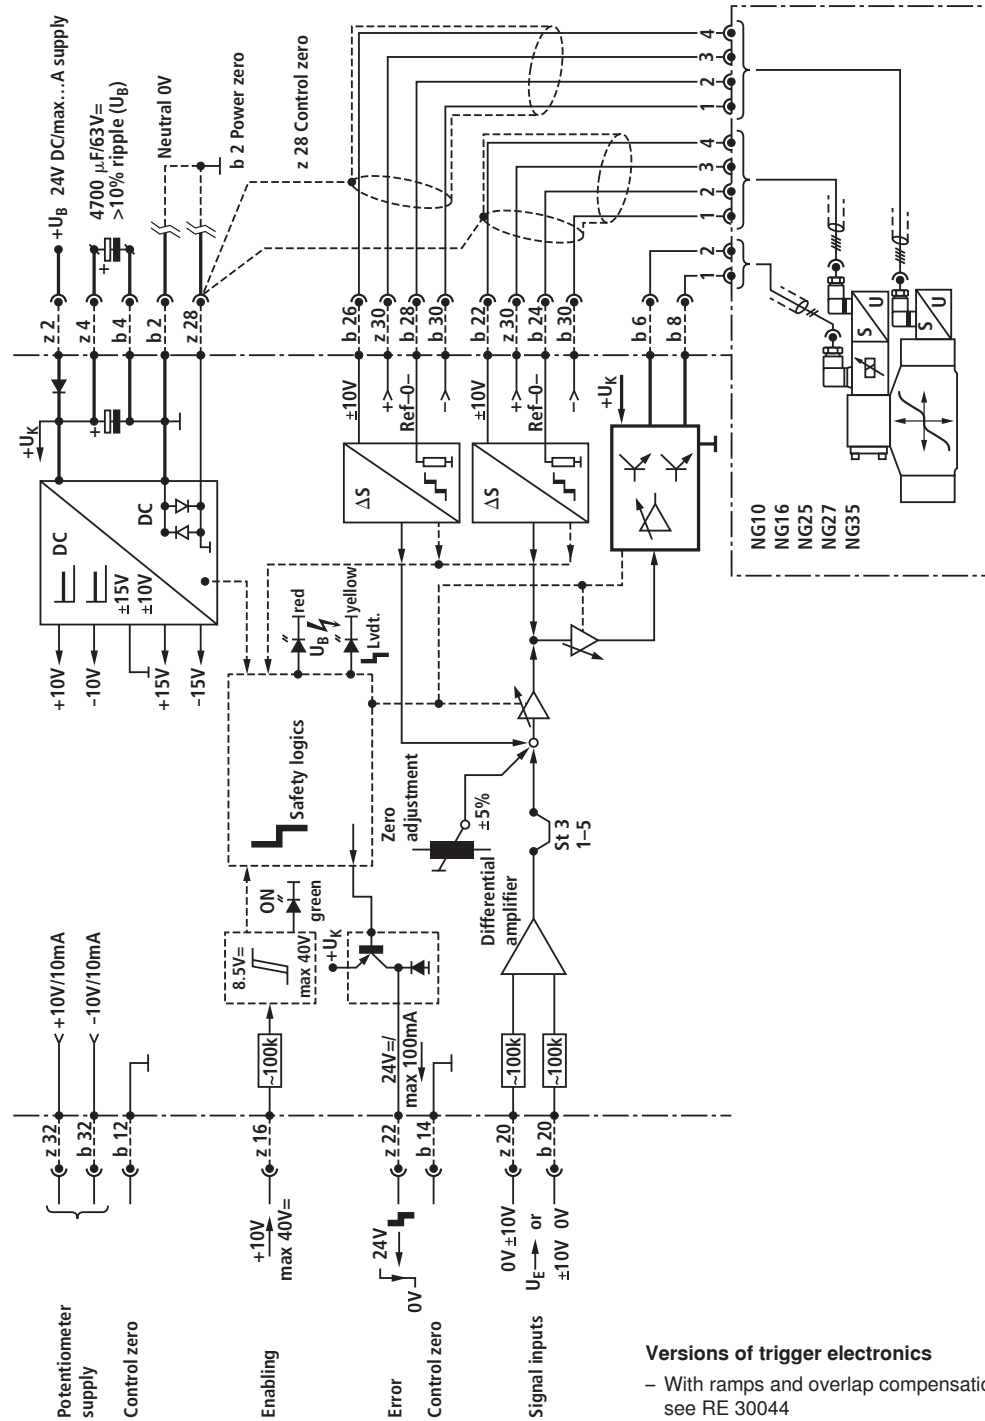 Potentiometer
supply
Control zero
Enabling
Error
Control zero
Signal inputs
+10V
max 40V=
24V
0V
0V ±10V
U_E → or
±10V 0V
z 32
b 32
b 12
z 16
z 22
b 14
z 20
b 20
+10V/10mA
-10V/10mA
~100k
24V=/
max 100mA
~100k
~100k
8.5V=
max 40V
ON
green
+U_K
Differential
amplifier
Zero
adjustment
±5%
St 3
1–5
Safety logics
red
U_B
yellow
Lvdt.
+10V
-10V
+15V
-15V
DC
±15V
±10V
DC
+U_K
ΔS
ΔS
±10V
+
Ref–0–
–
±10V
+
Ref–0–
–
+U_K
z 2
z 4
b 4
b 2
z 28
b 26
z 30
b 28
b 30
b 22
z 30
b 24
b 30
b 6
b 8
+U_B 24V DC/max...A supply
4700 µF/63V=
>10% ripple (U_B)
Neutral 0V
b 2 Power zero
z 28 Control zero
4
3
2
1
4
3
2
1
2
1
NG10
NG16
NG25
NG27
NG35
S
U
S
U
Versions of trigger electronics
– With ramps and overlap compensatio
see RE 30044